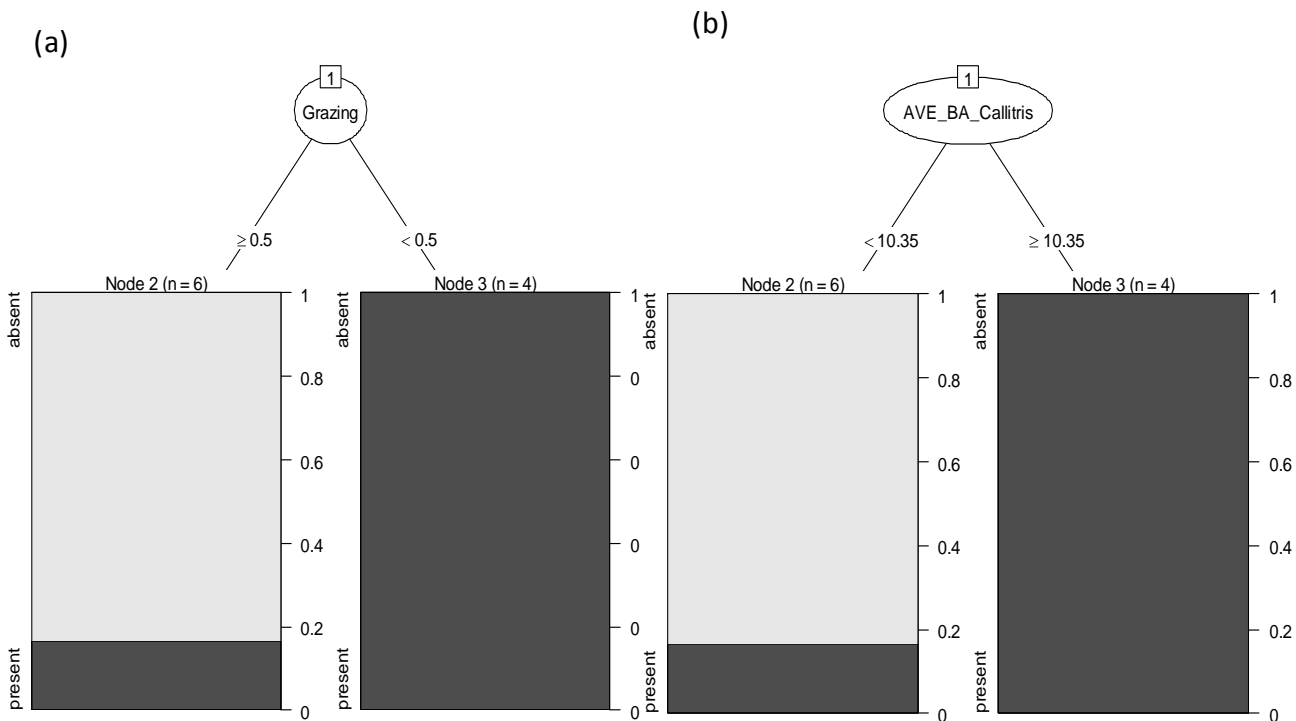 (a)
1
Grazing
≥ 0.5
< 0.5
Node 2 (n = 6)
absent
present
1
0.8
0.6
0.4
0.2
0
Node 3 (n = 4)
absent
present
1
0
0
0
0
0
(b)
1
AVE_BA_Callitris
< 10.35
≥ 10.35
Node 2 (n = 6)
absent
present
1
0.8
0.6
0.4
0.2
0
Node 3 (n = 4)
absent
present
1
0.8
0.6
0.4
0.2
0